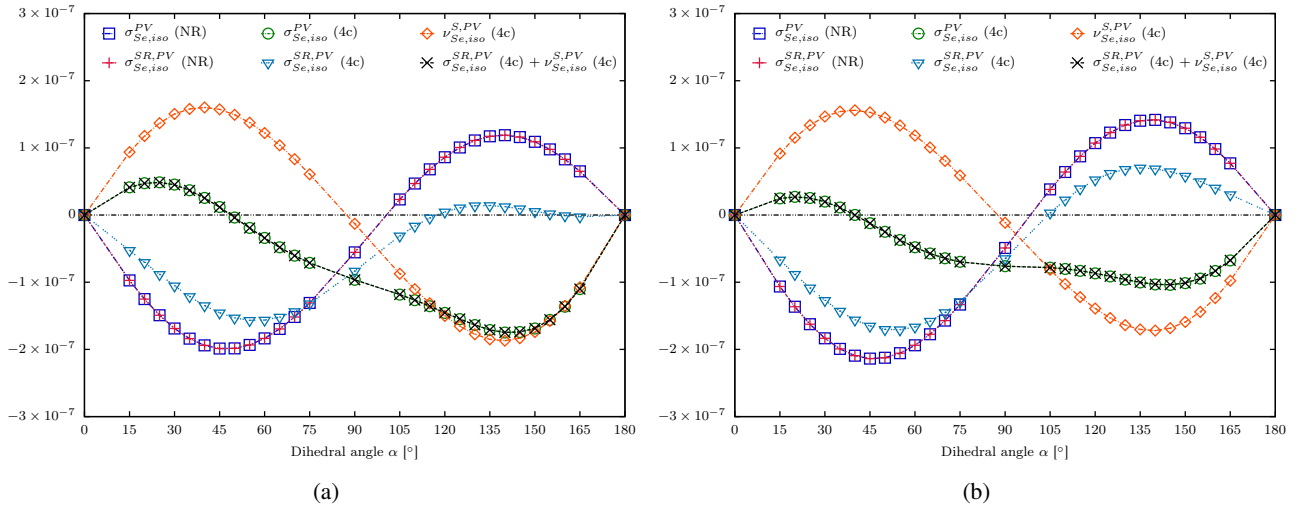 3 × 10⁻⁷
2 × 10⁻⁷
1 × 10⁻⁷
0
−1 × 10⁻⁷
−2 × 10⁻⁷
−3 × 10⁻⁷
σ^{PV}_{Se,iso} (NR) σ^{PV}_{Se,iso} (4c) ν^{S,PV}_{Se,iso} (4c)
σ^{SR,PV}_{Se,iso} (NR) σ^{SR,PV}_{Se,iso} (4c) σ^{SR,PV}_{Se,iso} (4c) + ν^{S,PV}_{Se,iso} (4c)
0 15 30 45 60 75 90 105 120 135 150 165 180
Dihedral angle α [°]
(a)
3 × 10⁻⁷
2 × 10⁻⁷
1 × 10⁻⁷
0
−1 × 10⁻⁷
−2 × 10⁻⁷
−3 × 10⁻⁷
σ^{PV}_{Se,iso} (NR) σ^{PV}_{Se,iso} (4c) ν^{S,PV}_{Se,iso} (4c)
σ^{SR,PV}_{Se,iso} (NR) σ^{SR,PV}_{Se,iso} (4c) σ^{SR,PV}_{Se,iso} (4c) + ν^{S,PV}_{Se,iso} (4c)
0 15 30 45 60 75 90 105 120 135 150 165 180
Dihedral angle α [°]
(b)